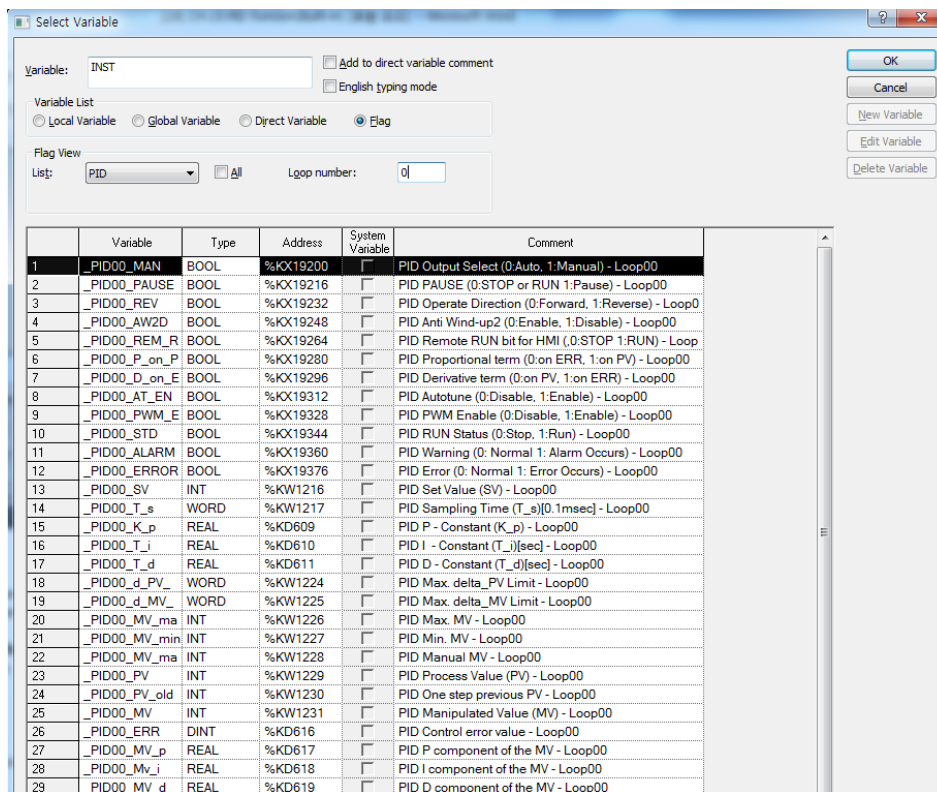 Select Variable
Variable: INST
Add to direct variable comment
English typing mode
OK
Cancel
New Variable
Edit Variable
Delete Variable
Variable List
Local Variable Global Variable Direct Variable Flag
Flag View
List: PID All Loop number: 0
Variable Type Address System Variable Comment
1 _PID00_MAN BOOL %KX19200 PID Output Select (0:Auto, 1:Manual) - Loop00
2 _PID00_PAUSE BOOL %KX19216 PID PAUSE (0:STOP or RUN 1:Pause) - Loop00
3 _PID00_REV BOOL %KX19232 PID Operate Direction (0:Forward, 1:Reverse) - Loop0
4 _PID00_AW2D BOOL %KX19248 PID Anti Wind-up2 (0:Enable, 1:Disable) - Loop00
5 _PID00_REM_R BOOL %KX19264 PID Remote RUN bit for HMI (,0:STOP 1:RUN) - Loop
6 _PID00_P_on_P BOOL %KX19280 PID Proportional term (0:on ERR, 1:on PV) - Loop00
7 _PID00_D_on_E BOOL %KX19296 PID Derivative term (0:on PV, 1:on ERR) - Loop00
8 _PID00_AT_EN BOOL %KX19312 PID Autotune (0:Disable, 1:Enable) - Loop00
9 _PID00_PWM_E BOOL %KX19328 PID PWM Enable (0:Disable, 1:Enable) - Loop00
10 _PID00_STD BOOL %KX19344 PID RUN Status (0:Stop, 1:Run) - Loop00
11 _PID00_ALARM BOOL %KX19360 PID Warning (0: Normal 1: Alarm Occurs) - Loop00
12 _PID00_ERROR BOOL %KX19376 PID Error (0: Normal 1: Error Occurs) - Loop00
13 _PID00_SV INT %KW1216 PID Set Value (SV) - Loop00
14 _PID00_T_s WORD %KW1217 PID Sampling Time (T_s)[0.1msec] - Loop00
15 _PID00_K_p REAL %KD609 PID P - Constant (K_p) - Loop00
16 _PID00_T_i REAL %KD610 PID I - Constant (T_i)[sec] - Loop00
17 _PID00_T_d REAL %KD611 PID D - Constant (T_d)[sec] - Loop00
18 _PID00_d_PV_ WORD %KW1224 PID Max. delta_PV Limit - Loop00
19 _PID00_d_MV_ WORD %KW1225 PID Max. delta_MV Limit - Loop00
20 _PID00_MV_ma INT %KW1226 PID Max. MV - Loop00
21 _PID00_MV_min INT %KW1227 PID Min. MV - Loop00
22 _PID00_MV_ma INT %KW1228 PID Manual MV - Loop00
23 _PID00_PV INT %KW1229 PID Process Value (PV) - Loop00
24 _PID00_PV_old INT %KW1230 PID One step previous PV - Loop00
25 _PID00_MV INT %KW1231 PID Manipulated Value (MV) - Loop00
26 _PID00_ERR DINT %KD616 PID Control error value - Loop00
27 _PID00_MV_p REAL %KD617 PID P component of the MV - Loop00
28 _PID00_Mv_i REAL %KD618 PID I component of the MV - Loop00
29 _PID00_MV_d REAL %KD619 PID D component of the MV - Loop00